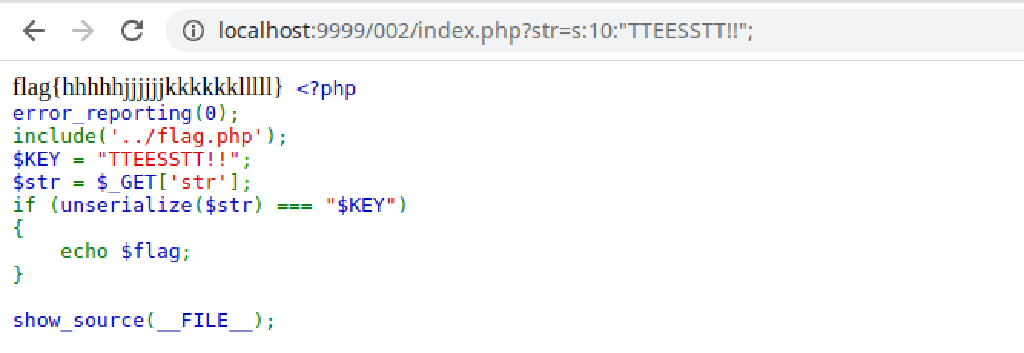 localhost:9999/002/index.php?str=s:10:"TTEESSTT!!";
flag{hhhhhjjjjjjkkkkkklllll} <?php
error_reporting(0);
include('../flag.php');
$KEY = "TTEESSTT!!";
$str = $_GET['str'];
if (unserialize($str) === "$KEY")
{
    echo $flag;
}
show_source(__FILE__);